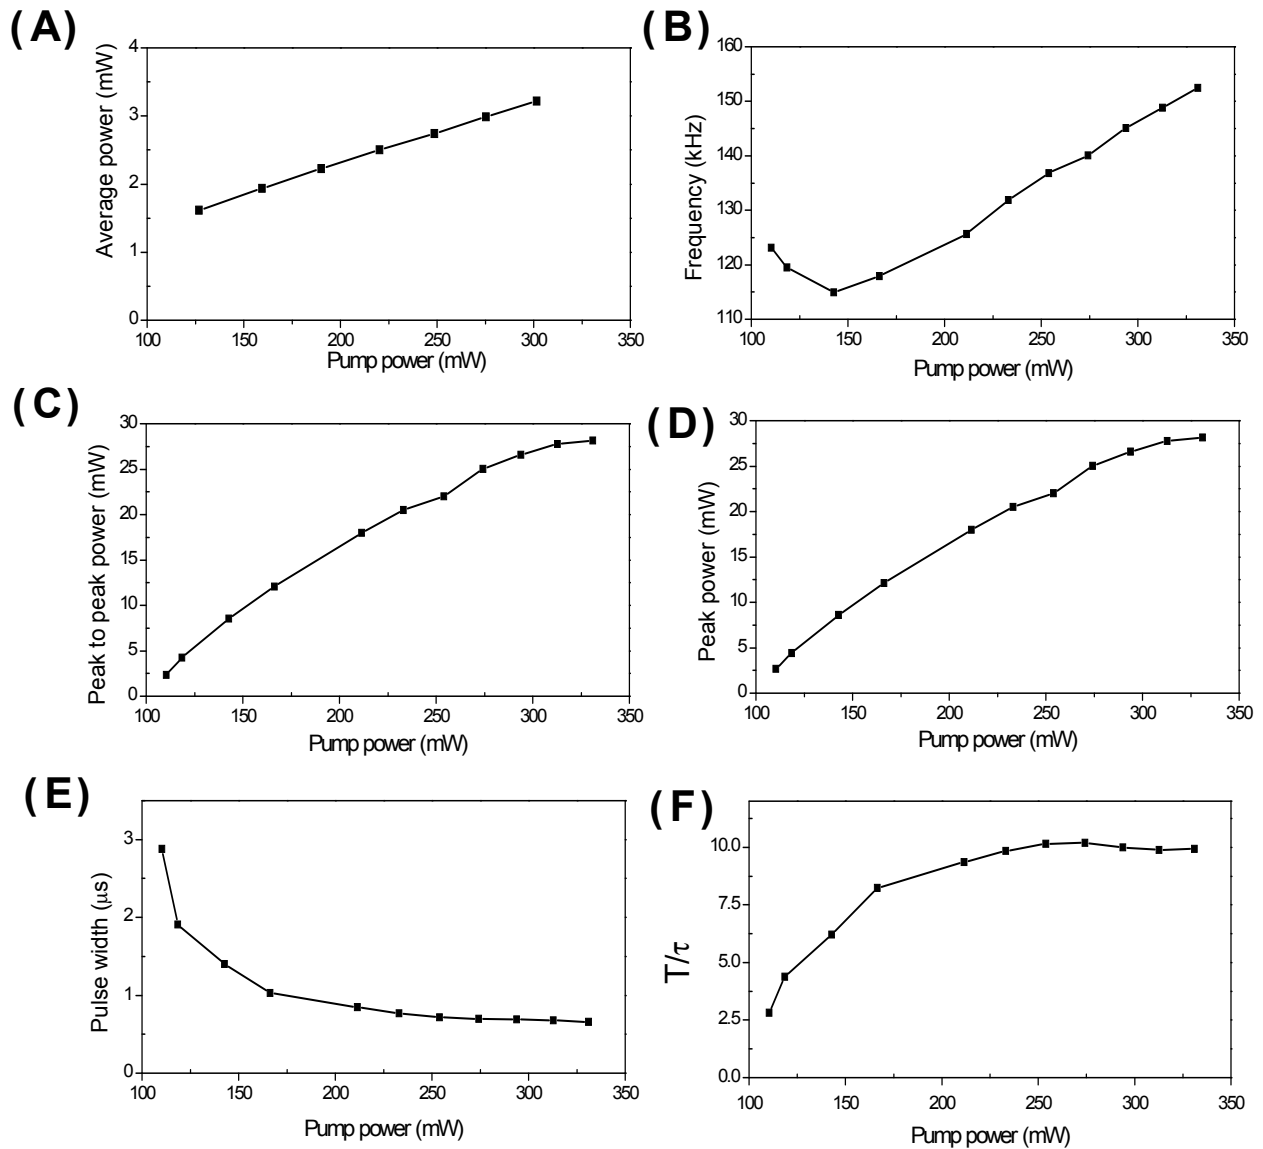 (A)
Average power (mW)
4
3
2
1
0
100 150 200 250 300 350
Pump power (mW)
(B)
Frequency (kHz)
160
150
140
130
120
110
100 150 200 250 300 350
Pump power (mW)
(C)
Peak to peak power (mW)
30
25
20
15
10
5
0
100 150 200 250 300 350
Pump power (mW)
(D)
Peak power (mW)
30
25
20
15
10
5
0
100 150 200 250 300 350
Pump power (mW)
(E)
Pulse width (μs)
3
2
1
0
100 150 200 250 300 350
Pump power (mW)
(F)
T/τ
10.0
7.5
5.0
2.5
0.0
100 150 200 250 300 350
Pump power (mW)